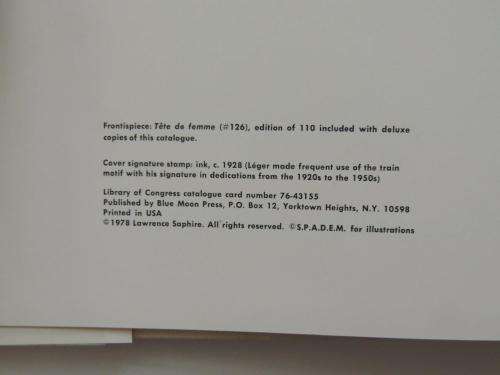 Frontispiece: Tête de femme (#126), edition of 110 included with deluxe
copies of this catalogue.
Cover signature stamp: ink, c. 1928 (Léger made frequent use of the train
motif with his signature in dedications from the 1920s to the 1950s)
Library of Congress catalogue card number 76-43155
Published by Blue Moon Press, P.O. Box 12, Yorktown Heights, N.Y. 10598
Printed in USA
©1978 Lawrence Saphire. All rights reserved. ©S.P.A.D.E.M. for illustrations